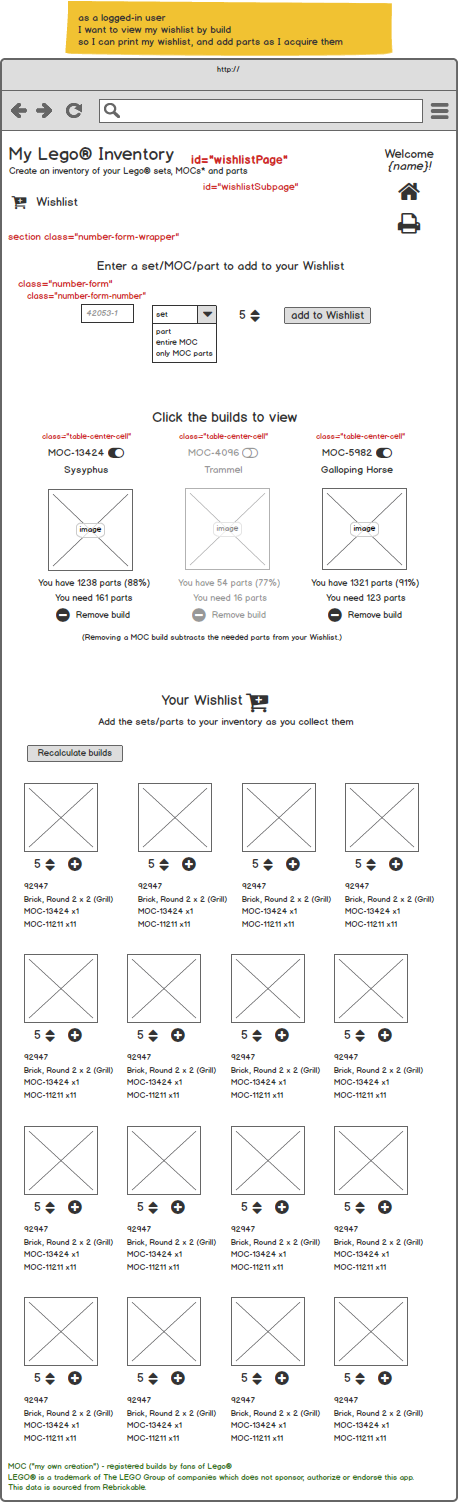 as a logged-in user
I want to view my wishlist by build
so I can print my wishlist, and add parts as I acquire them
http://
My Lego® Inventory id="wishlistPage"
Welcome
{name}!
Create an inventory of your Lego® sets, MOCs* and parts
id="wishlistSubpage"
Wishlist
section class="number-form-wrapper"
Enter a set/MOC/part to add to your Wishlist
class="number-form"
class="number-form-number"
42053-1 set 5 add to Wishlist
part
entire MOC
only MOC parts
Click the builds to view
class="table-center-cell" class="table-center-cell" class="table-center-cell"
MOC-13424 MOC-4096 MOC-5982
Sysyphus Trammel Galloping Horse
image image image
You have 1238 parts (88%) You have 54 parts (77%) You have 1321 parts (91%)
You need 161 parts You need 16 parts You need 123 parts
Remove build Remove build Remove build
(Removing a MOC build subtracts the needed parts from your Wishlist.)
Your Wishlist
Add the sets/parts to your inventory as you collect them
Recalculate builds
5 5 5 5
92947 92947 92947 92947
Brick, Round 2 x 2 (Grill) Brick, Round 2 x 2 (Grill) Brick, Round 2 x 2 (Grill) Brick, Round 2 x 2 (Grill)
MOC-13424 x1 MOC-13424 x1 MOC-13424 x1 MOC-13424 x1
MOC-11211 x11 MOC-11211 x11 MOC-11211 x11 MOC-11211 x11
5 5 5 5
92947 92947 92947 92947
Brick, Round 2 x 2 (Grill) Brick, Round 2 x 2 (Grill) Brick, Round 2 x 2 (Grill) Brick, Round 2 x 2 (Grill)
MOC-13424 x1 MOC-13424 x1 MOC-13424 x1 MOC-13424 x1
MOC-11211 x11 MOC-11211 x11 MOC-11211 x11 MOC-11211 x11
5 5 5 5
92947 92947 92947 92947
Brick, Round 2 x 2 (Grill) Brick, Round 2 x 2 (Grill) Brick, Round 2 x 2 (Grill) Brick, Round 2 x 2 (Grill)
MOC-13424 x1 MOC-13424 x1 MOC-13424 x1 MOC-13424 x1
MOC-11211 x11 MOC-11211 x11 MOC-11211 x11 MOC-11211 x11
5 5 5 5
92947 92947 92947 92947
Brick, Round 2 x 2 (Grill) Brick, Round 2 x 2 (Grill) Brick, Round 2 x 2 (Grill) Brick, Round 2 x 2 (Grill)
MOC-13424 x1 MOC-13424 x1 MOC-13424 x1 MOC-13424 x1
MOC-11211 x11 MOC-11211 x11 MOC-11211 x11 MOC-11211 x11
MOC ("my own creation") - registered builds by fans of Lego®
LEGO® is a trademark of The LEGO Group of companies which does not sponsor, authorize or endorse this app.
This data is sourced from Rebrickable.